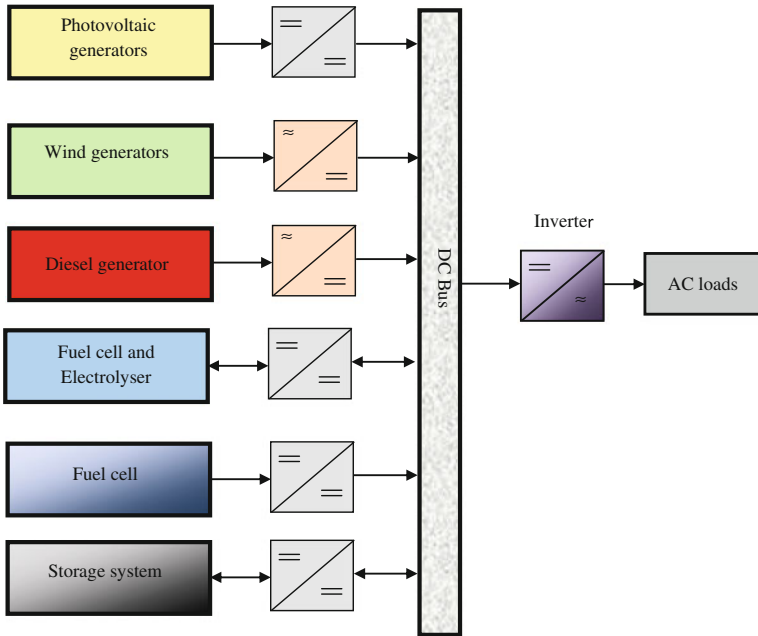 Photovoltaic
generators
Wind generators
Diesel generator
Fuel cell and
Electrolyser
Fuel cell
Storage system
DC Bus
Inverter
AC loads